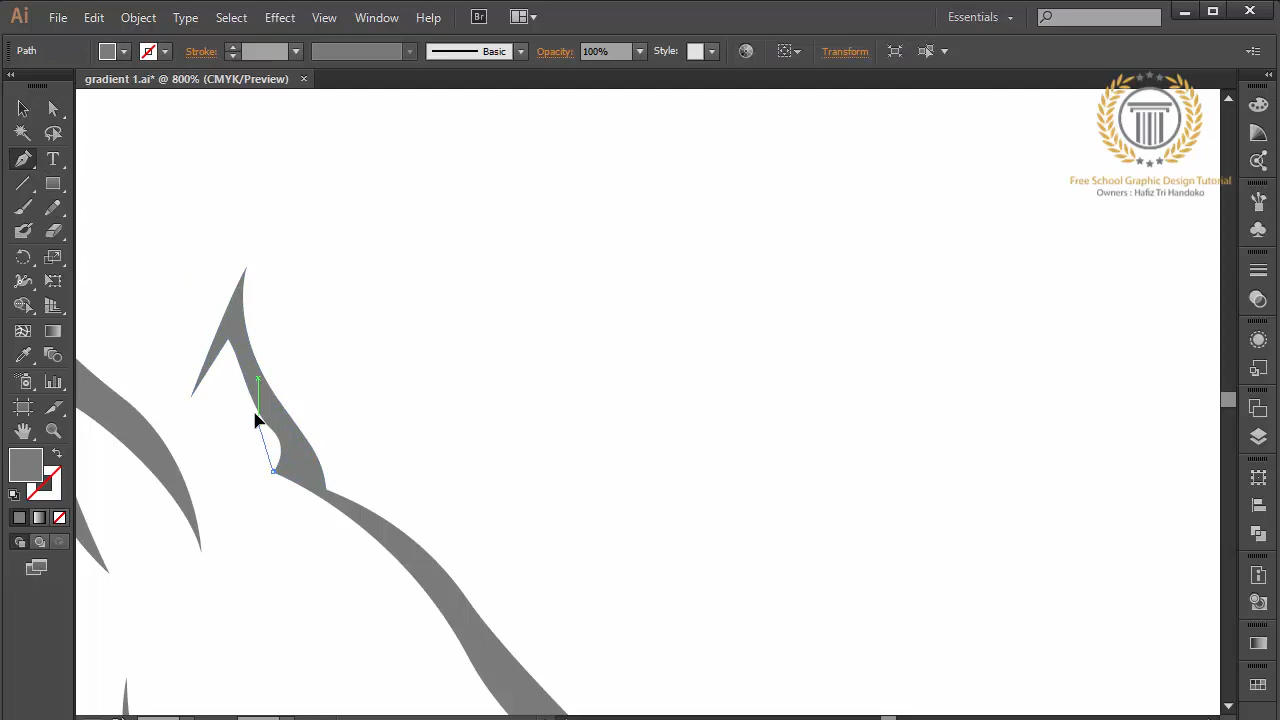 Ai File Edit Object Type Select Effect View Window Help Br Essentials
Path Stroke: Basic Opacity: 100% Style: Transform
gradient 1.ai* @ 800% (CMYK/Preview) ×
T
Free School Graphic Design Tutorial
Owners : Hafiz Tri Handoko